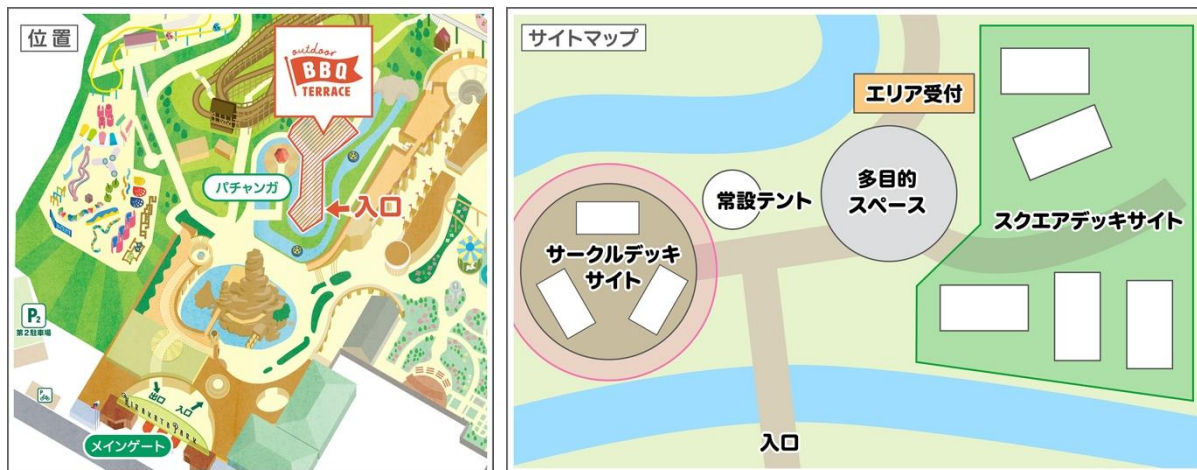 位置
outdoor
BBQ
TERRACE
パチャンガ
入口
P2
第2駐車場
P
出口 入口
HIRAKATA PARK
メインゲート
サイトマップ
エリア受付
常設テント
多目的
スペース
サークルデッキ
サイト
スクエアデッキサイト
入口